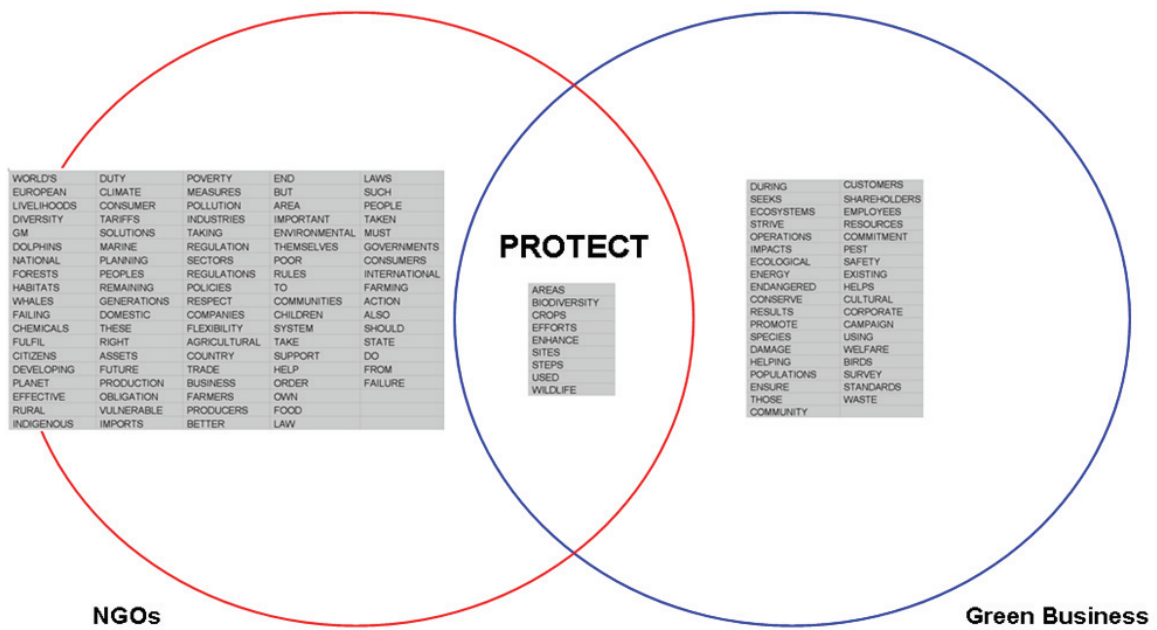 WORLD'S DUTY POVERTY END LAWS
EUROPEAN CLIMATE MEASURES BUT SUCH
LIVELIHOODS CONSUMER POLLUTION AREA PEOPLE
DIVERSITY TARIFFS INDUSTRIES IMPORTANT TAKEN
GM SOLUTIONS TAKING ENVIRONMENTAL MUST
DOLPHINS MARINE REGULATION THEMSELVES GOVERNMENTS
NATIONAL PLANNING SECTORS POOR CONSUMERS
FORESTS PEOPLES REGULATIONS RULES INTERNATIONAL
HABITATS REMAINING POLICIES TO FARMING
WHALES GENERATIONS RESPECT COMMUNITIES ACTION
FAILING DOMESTIC COMPANIES CHILDREN ALSO
CHEMICALS THESE FLEXIBILITY SYSTEM SHOULD
FULFIL RIGHT AGRICULTURAL TAKE STATE
CITIZENS ASSETS COUNTRY SUPPORT DO
DEVELOPING FUTURE TRADE HELP FROM
PLANET PRODUCTION BUSINESS ORDER FAILURE
EFFECTIVE OBLIGATION FARMERS OWN
RURAL VULNERABLE PRODUCERS FOOD
INDIGENOUS IMPORTS BETTER LAW
PROTECT
AREAS
BIODIVERSITY
CROPS
EFFORTS
ENHANCE
SITES
STEPS
USED
WILDLIFE
DURING CUSTOMERS
SEEKS SHAREHOLDERS
ECOSYSTEMS EMPLOYEES
STRIVE RESOURCES
OPERATIONS COMMITMENT
IMPACTS PEST
ECOLOGICAL SAFETY
ENERGY EXISTING
ENDANGERED HELPS
CONSERVE CULTURAL
RESULTS CORPORATE
PROMOTE CAMPAIGN
SPECIES USING
DAMAGE WELFARE
HELPING BIRDS
POPULATIONS SURVEY
ENSURE STANDARDS
THOSE WASTE
COMMUNITY
NGOs
Green Business